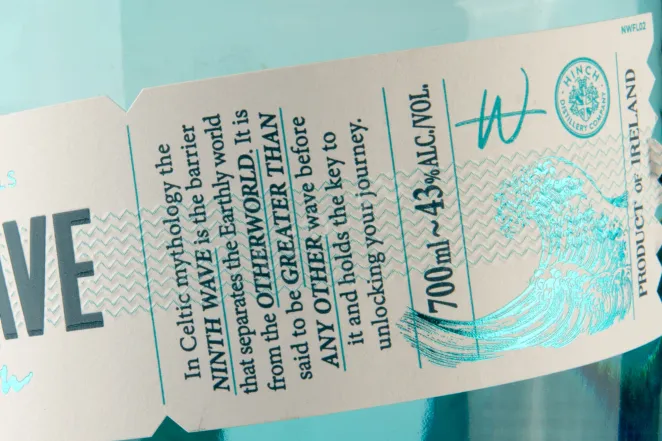 AVE
In Celtic mythology the
NINTH WAVE is the barrier
that separates the Earthly world
from the OTHERWORLD. It is
said to be GREATER THAN
ANY OTHER wave before
it and holds the key to
unlocking your journey.
700ml~43%ALC./VOL.
W
HINCH
DISTILLERY COMPANY
PRODUCT OF IRELAND
NWFL02